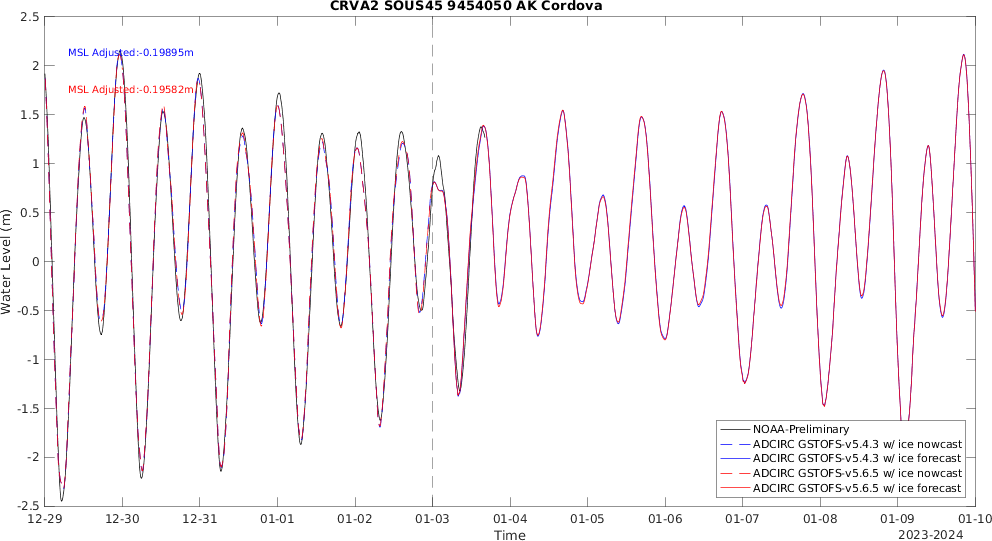 CRVA2 SOUS45 9454050 AK Cordova
MSL Adjusted:-0.19895m
MSL Adjusted:-0.19582m
2.5
2
1.5
1
0.5
0
-0.5
-1
-1.5
-2
-2.5
Water Level (m)
NOAA-Preliminary
ADCIRC GSTOFS-v5.4.3 w/ ice nowcast
ADCIRC GSTOFS-v5.4.3 w/ ice forecast
ADCIRC GSTOFS-v5.6.5 w/ ice nowcast
ADCIRC GSTOFS-v5.6.5 w/ ice forecast
12-29 12-30 12-31 01-01 01-02 01-03 01-04 01-05 01-06 01-07 01-08 01-09 01-10
Time
2023-2024